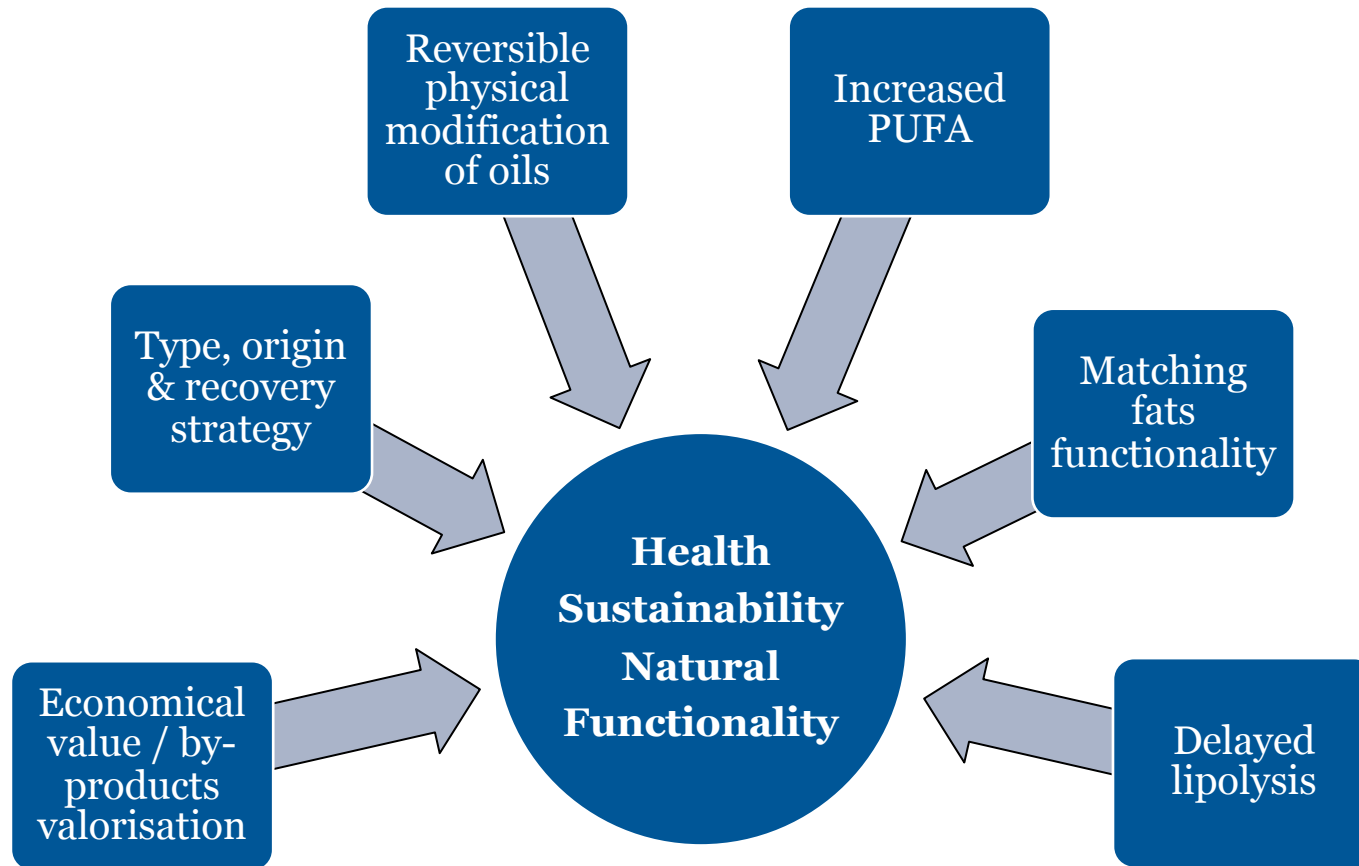 Reversible
physical
modification
of oils
Increased
PUFA
Type, origin
& recovery
strategy
Matching
fats
functionality
Health
Sustainability
Natural
Functionality
Economical
value / by-
products
valorisation
Delayed
lipolysis